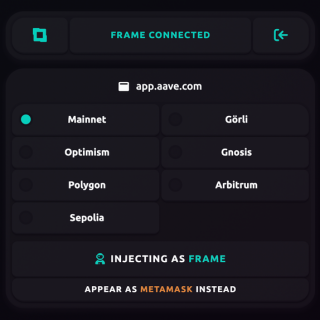 FRAME CONNECTED
app.aave.com
Mainnet
Görli
Optimism
Gnosis
Polygon
Arbitrum
Sepolia
INJECTING AS FRAME
APPEAR AS METAMASK INSTEAD